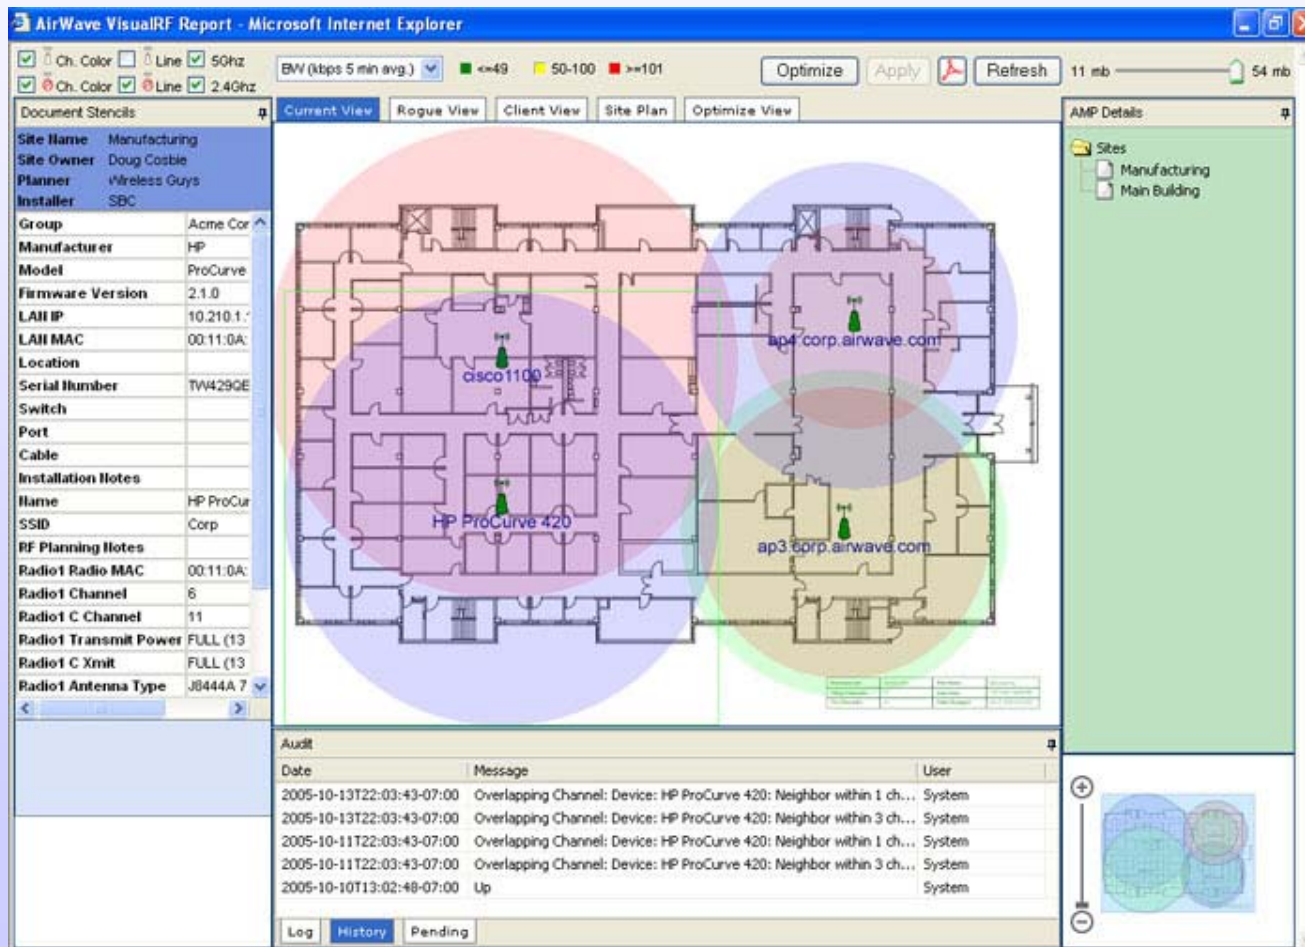 AirWave VisualRF Report - Microsoft Internet Explorer
Ch. Color Line 5Ghz
Ch. Color Line 2.4Ghz
BW (kbps 5 min avg.) <=49 50-100 >=101 Optimize Apply Refresh 11 mb 54 mb
Document Stencils
Site Name Manufacturing
Site Owner Doug Cosbie
Planner Wireless Guys
Installer SBC
Group Acme Cor
Manufacturer HP
Model ProCurve
Firmware Version 2.1.0
LAN IP 10.210.1.
LAN MAC 00:11:0A:
Location
Serial Number TW429QE
Switch
Port
Cable
Installation Notes
Name HP ProCur
SSID Corp
RF Planning Notes
Radio1 Radio MAC 00:11:0A:
Radio1 Channel 6
Radio1 C Channel 11
Radio1 Transmit Power FULL (13
Radio1 C Xmit FULL (13
Radio1 Antenna Type J8444A 7
Current View Rogue View Client View Site Plan Optimize View
cisco1100
ap4.corp.airwave.com
HP ProCurve 420
ap3.corp.airwave.com
AMP Details
Sites
Manufacturing
Main Building
Audit
Date Message User
2005-10-13T22:03:43-07:00 Overlapping Channel: Device: HP ProCurve 420: Neighbor within 1 ch... System
2005-10-13T22:03:43-07:00 Overlapping Channel: Device: HP ProCurve 420: Neighbor within 3 ch... System
2005-10-11T22:03:43-07:00 Overlapping Channel: Device: HP ProCurve 420: Neighbor within 1 ch... System
2005-10-11T22:03:43-07:00 Overlapping Channel: Device: HP ProCurve 420: Neighbor within 3 ch... System
2005-10-10T13:02:48-07:00 Up System
Log History Pending